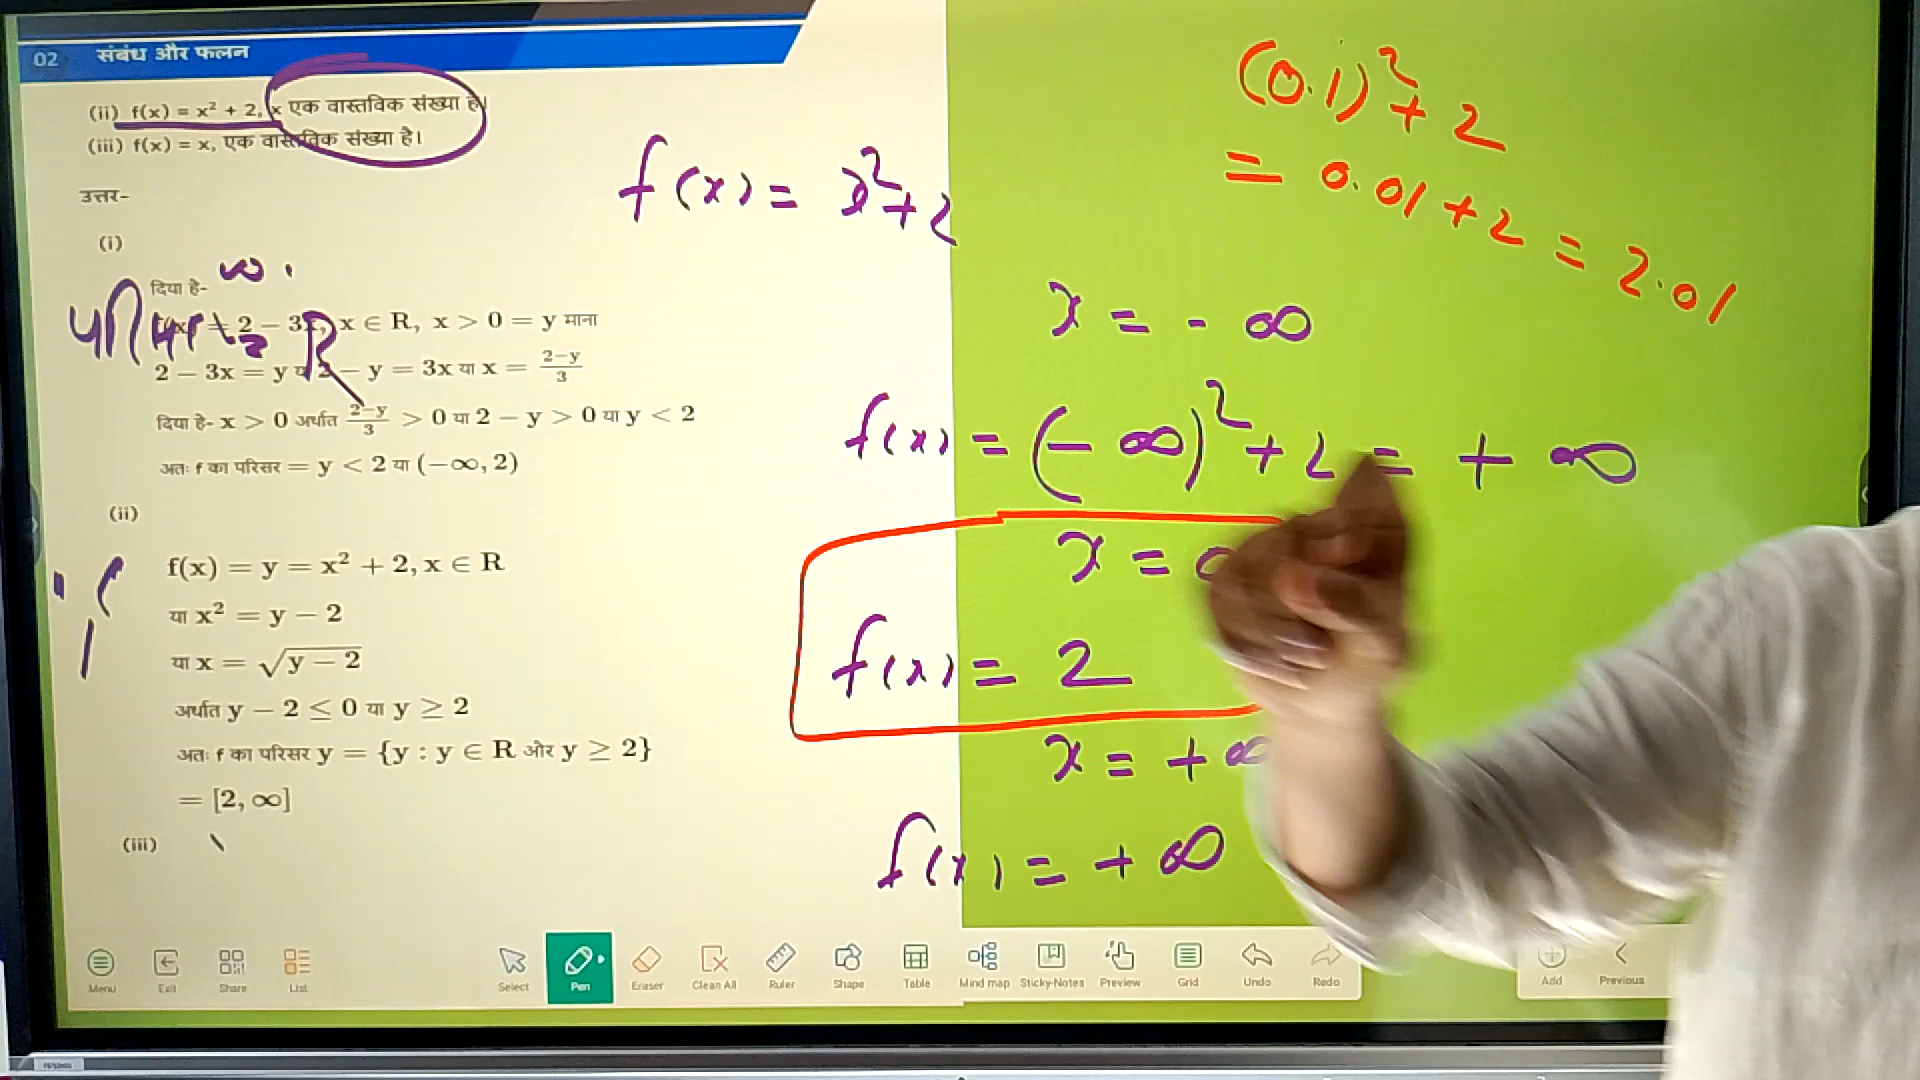 02 संबंध और फलन
(ii) f(x) = x² + 2, x एक वास्तविक संख्या है।
(iii) f(x) = x, एक वास्तविक संख्या है।
उत्तर-
(i)
दिया है-
2 – 3x, x ∈ R, x > 0 = y माना
2 – 3x = y या 2 – y = 3x या x = (2–y)/3
दिया है- x > 0 अर्थात (2–y)/3 > 0 या 2 – y > 0 या y < 2
अतः f का परिसर = y < 2 या (–∞, 2)
(ii)
f(x) = y = x² + 2, x ∈ R
या x² = y – 2
या x = √(y – 2)
अर्थात y – 2 ≤ 0 या y ≥ 2
अतः f का परिसर y = {y : y ∈ R और y ≥ 2}
= [2, ∞]
(iii)
f(x) = x² + 2
(0.1)² + 2
= 0.01 + 2 = 2.01
x = - ∞
f(x) = (- ∞)² + 2 = + ∞
x =
f(x) = 2
x = + ∞
f(x) = + ∞
Menu Exit Share List Select Pen Eraser Clean All Ruler Shape Table Mind map Sticky-Notes Preview Grid Undo Redo Add Previous